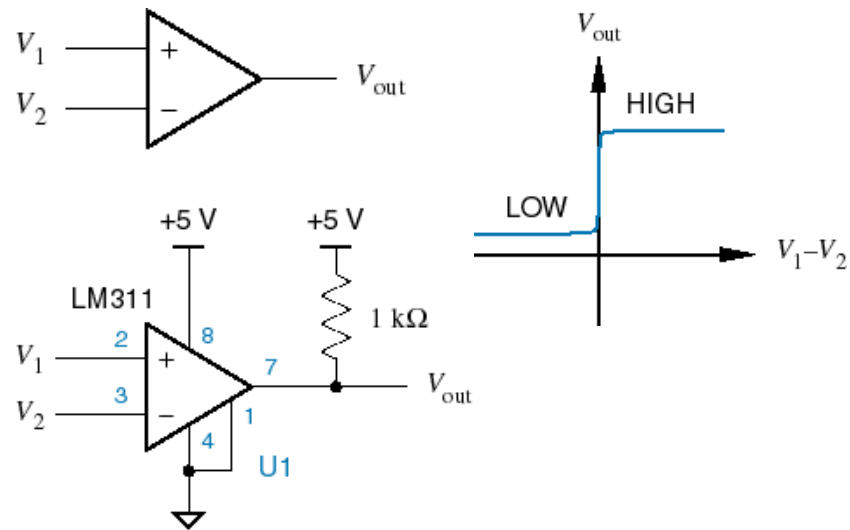 V1
+
V2
−
Vout
Vout
HIGH
LOW
V1−V2
+5 V
+5 V
LM311
1 kΩ
8
2
V1
+
7
3
V2
−
Vout
1
4
U1